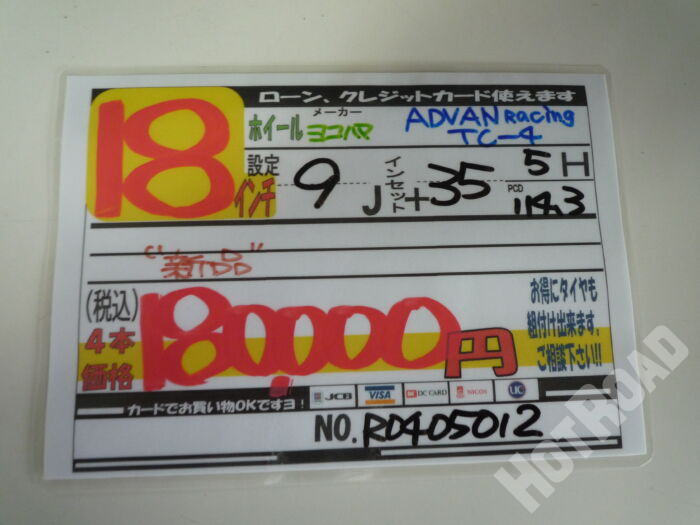 ローン、クレジットカード使えます
18 インチ
ホイール メーカー ヨコハマ ADVAN Racing
TC-4
設定 9 J インセット +35 5 H
PCD 114.3
"新品"
(税込) 4本価格 180,000円
お得にタイヤも
組付け出来ます。
ご相談下さい!!
カードでお買い物OKですヨ! JCB VISA DC CARD NICOS UC
NO. R0405012
HOTROAD